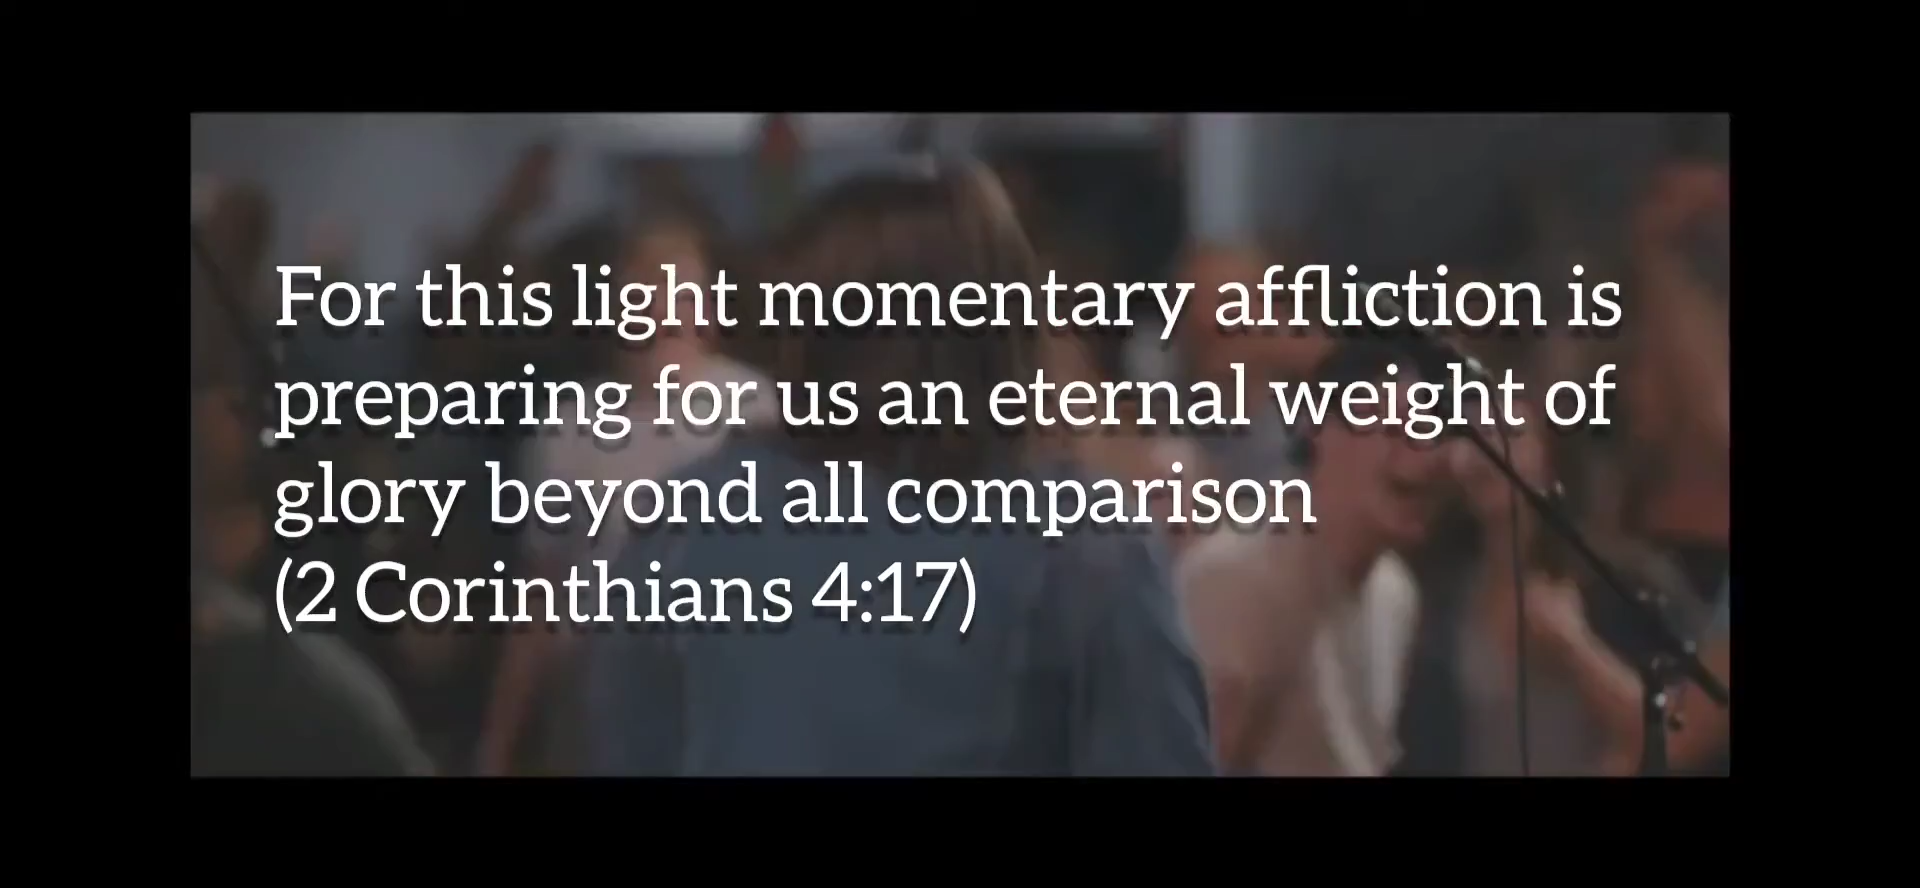 For this light momentary affliction is
preparing for us an eternal weight of
glory beyond all comparison
(2 Corinthians 4:17)